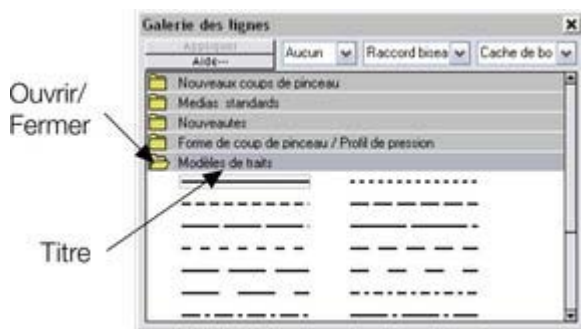 Galerie des lignes
Appliquer
Aide...
Aucun
Raccord bisea
Cache de bo
Nouveaux coups de pinceau
Medias standards
Nouveautes
Forme de coup de pinceau / Profil de pression
Modèles de traits
Ouvrir/
Fermer
Titre